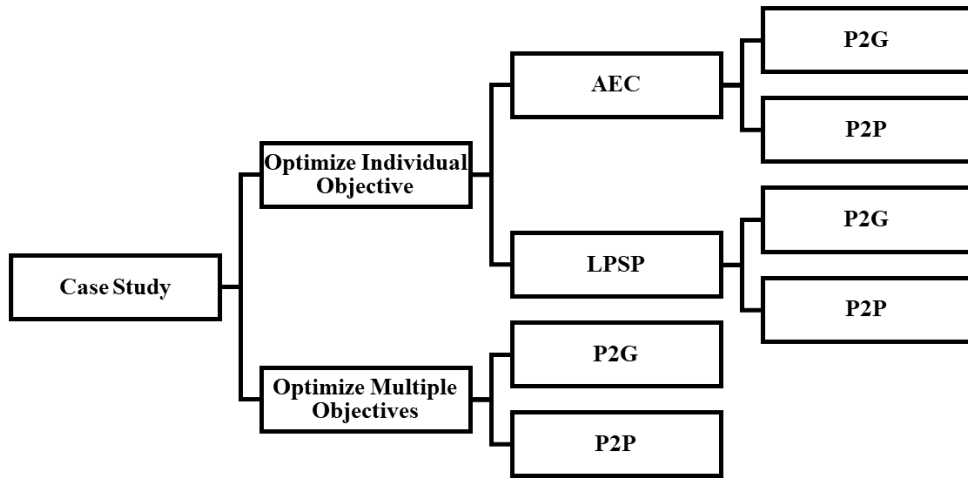 P2G
AEC
P2P
Optimize Individual
Objective
P2G
LPSP
Case Study
P2P
P2G
Optimize Multiple
Objectives
P2P